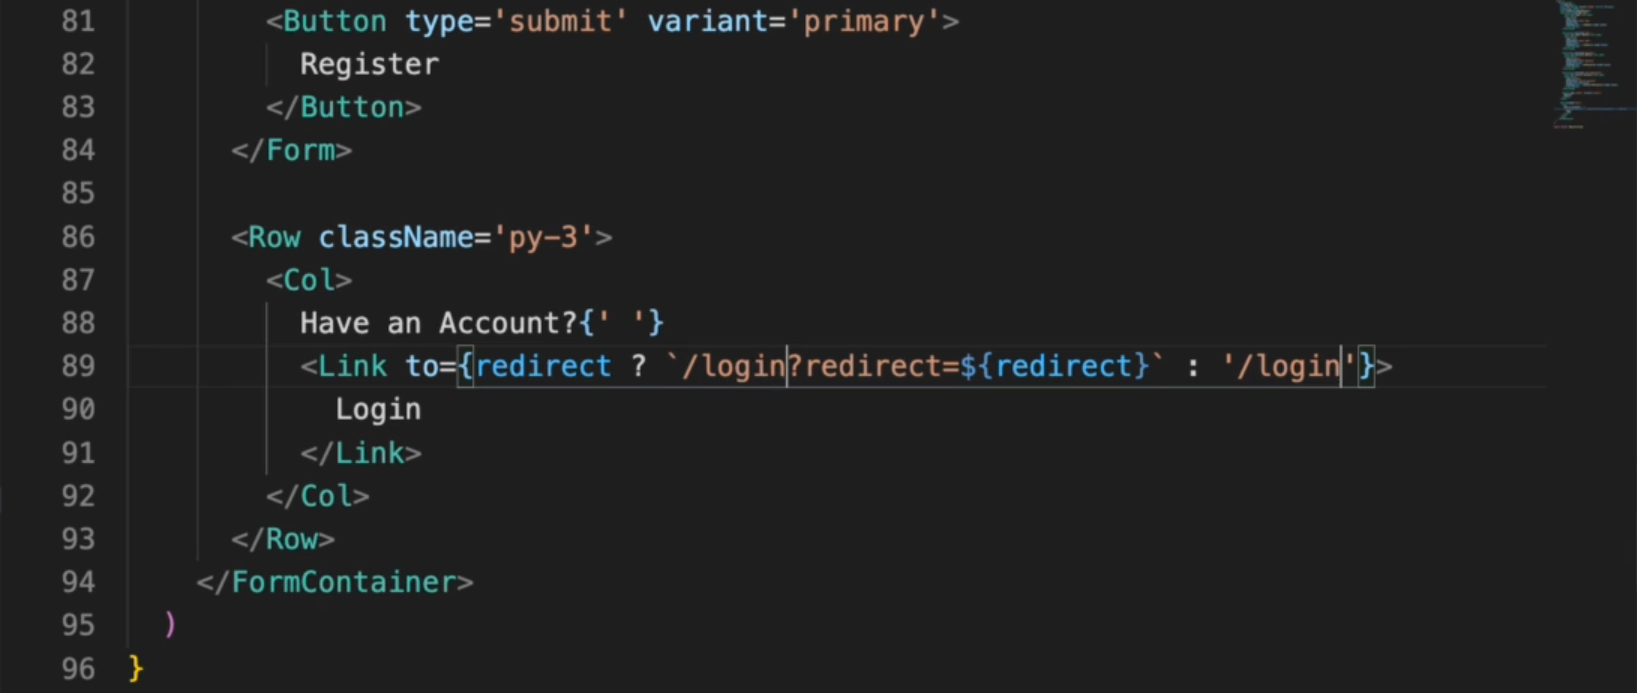 81 <Button type='submit' variant='primary'>
82 Register
83 </Button>
84 </Form>
85
86 <Row className='py-3'>
87 <Col>
88 Have an Account?{' '}
89 <Link to={redirect ? `/login?redirect=${redirect}` : '/login'}>
90 Login
91 </Link>
92 </Col>
93 </Row>
94 </FormContainer>
95 )
96 }